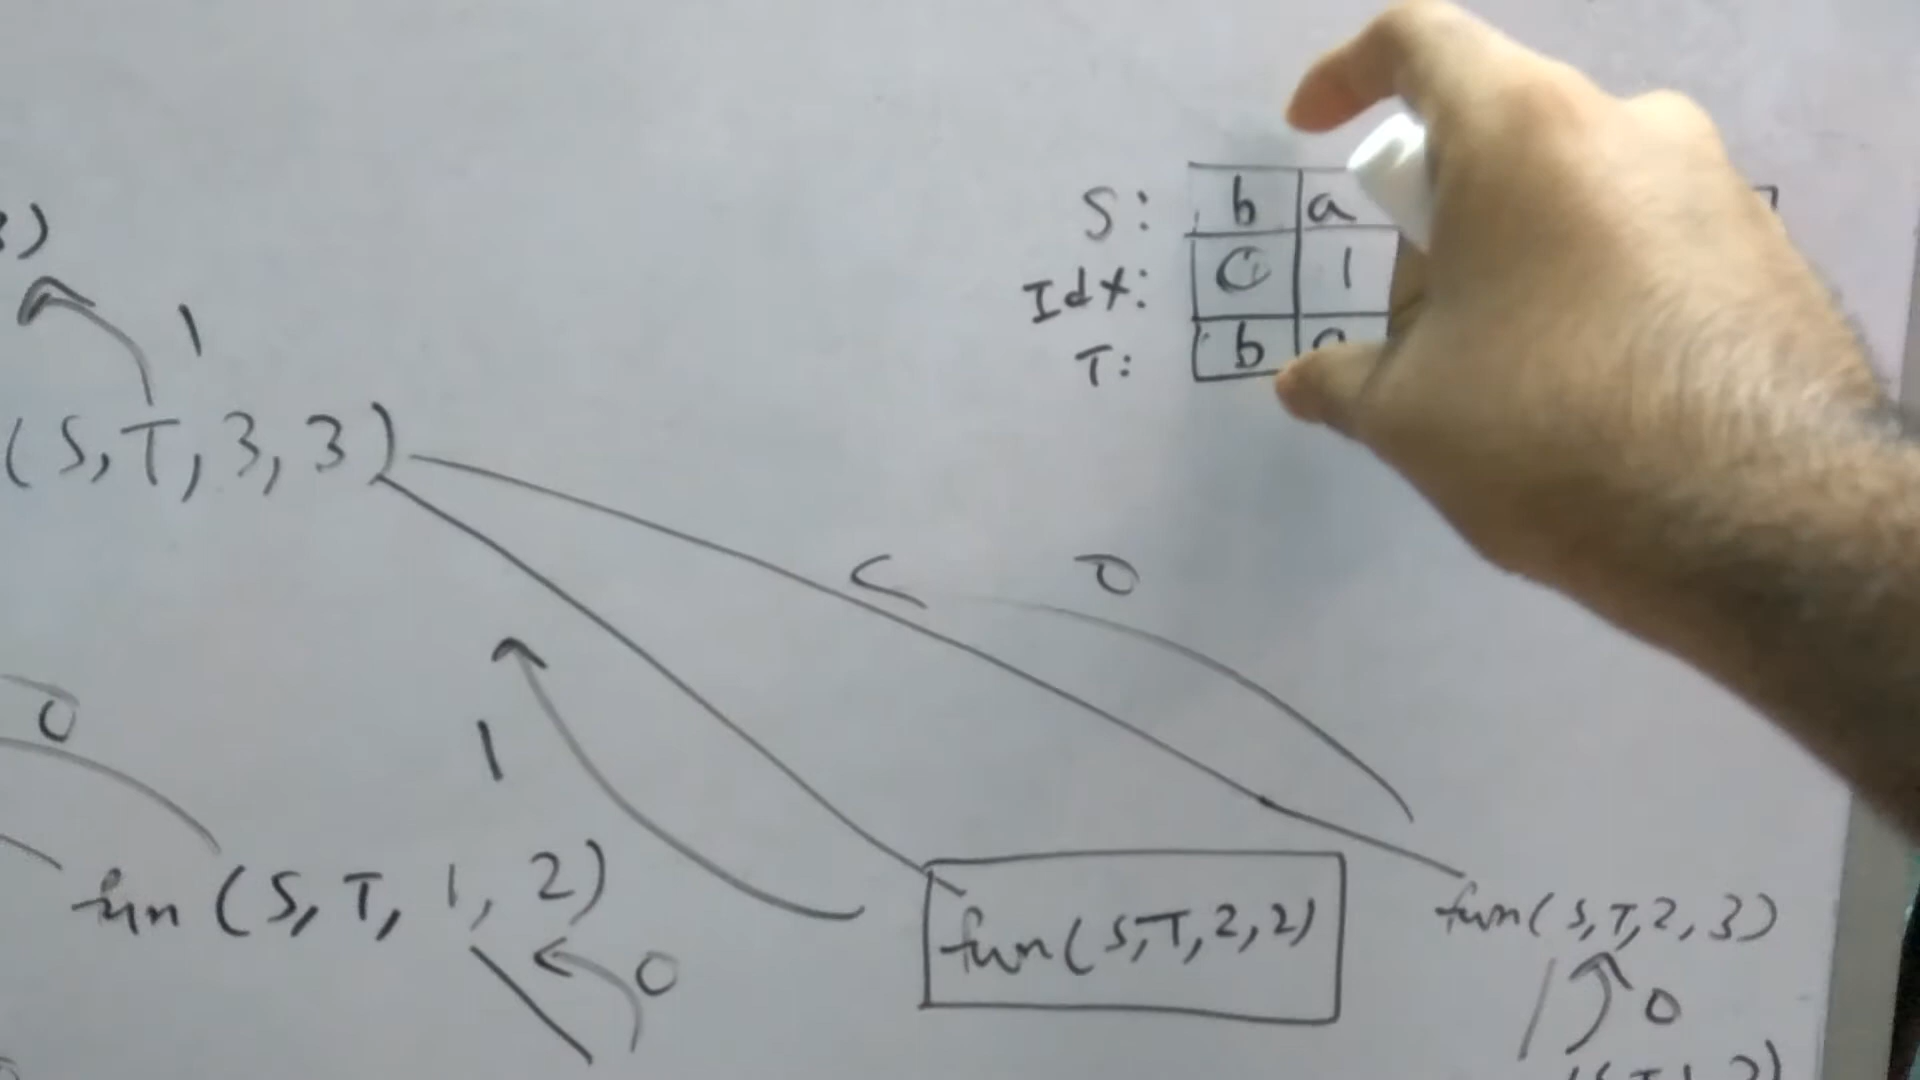 S: b a
Idx: 0 1
T: b a
1
(S,T,3,3)
0
0
1
fun(S,T,1,2)
fun(S,T,2,2)
fun(S,T,2,3)
0
0